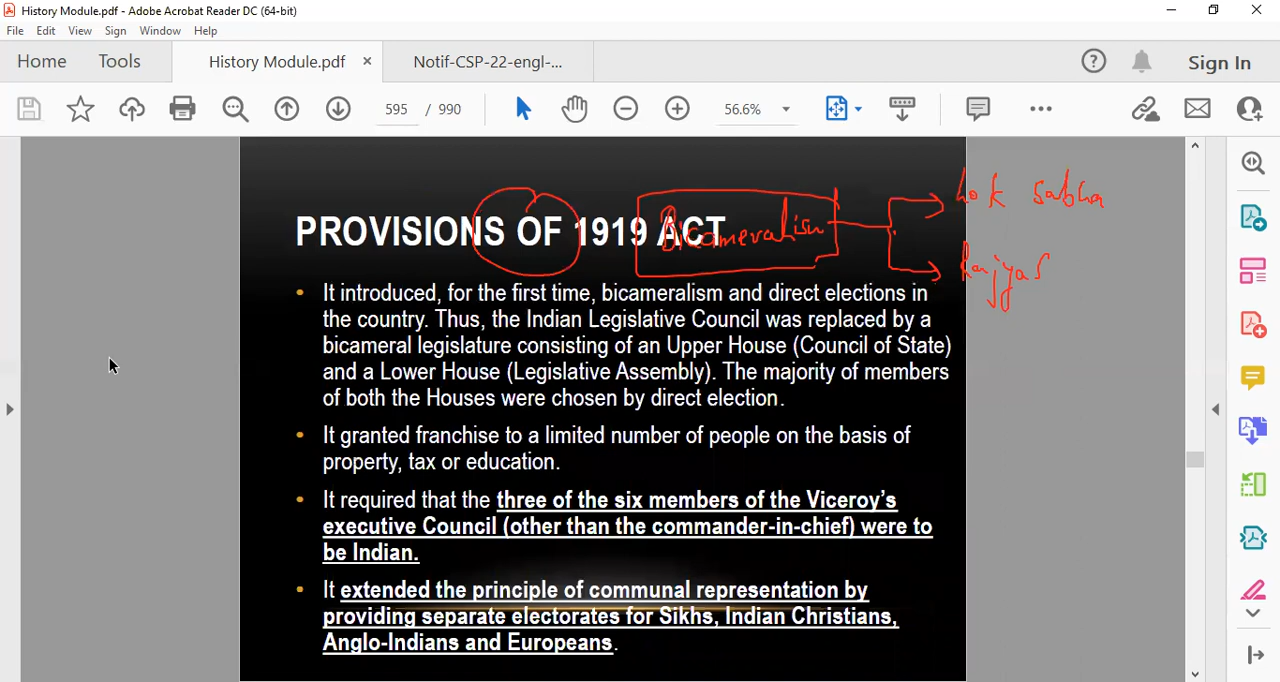 History Module.pdf - Adobe Acrobat Reader DC (64-bit)
File Edit View Sign Window Help
Home Tools History Module.pdf × Notif-CSP-22-engl-... Sign In
595 / 990 56.6%
Lok Sabha
PROVISIONS OF 1919 ACT
Bicameralism
RajyaS
• It introduced, for the first time, bicameralism and direct elections in
the country. Thus, the Indian Legislative Council was replaced by a
bicameral legislature consisting of an Upper House (Council of State)
and a Lower House (Legislative Assembly). The majority of members
of both the Houses were chosen by direct election.
• It granted franchise to a limited number of people on the basis of
property, tax or education.
• It required that the three of the six members of the Viceroy's
executive Council (other than the commander-in-chief) were to
be Indian.
• It extended the principle of communal representation by
providing separate electorates for Sikhs, Indian Christians,
Anglo-Indians and Europeans.